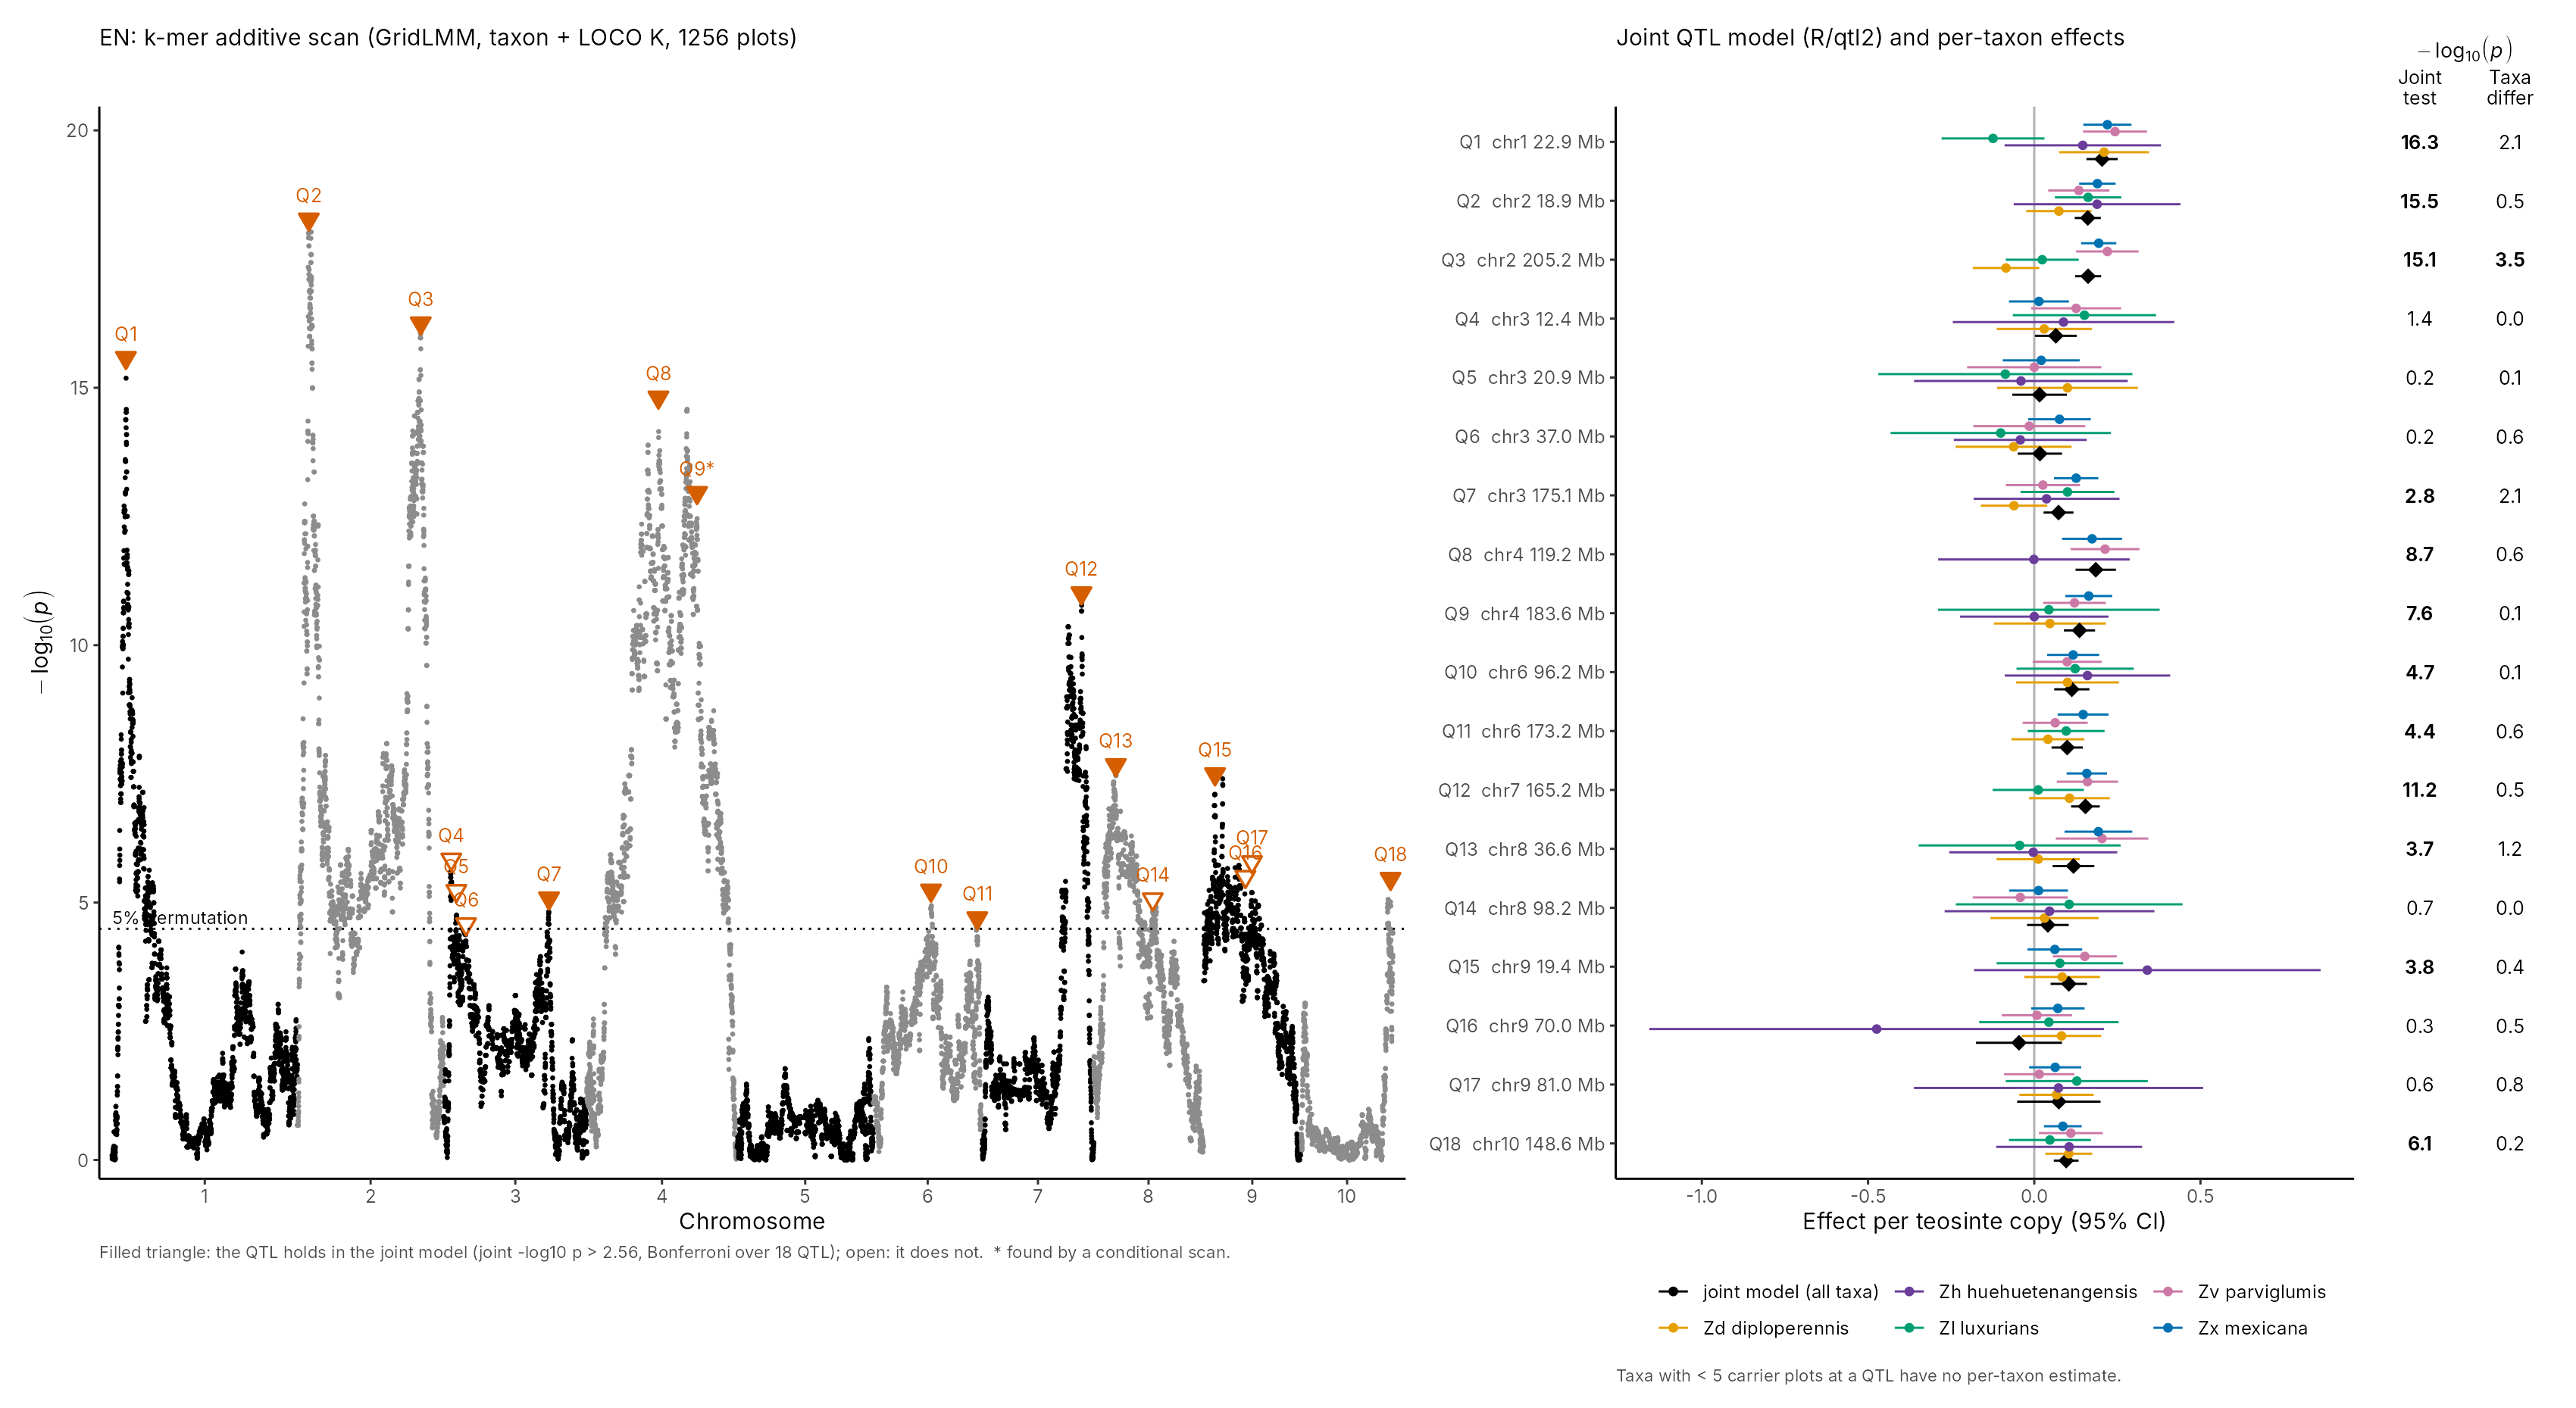 EN: k-mer additive scan (GridLMM, taxon + LOCO K, 1256 plots)
− log10(p)
20
15
10
5
0
Q1
Q2
Q3
Q4
Q5
Q6
Q7
Q8
Q9*
Q10
Q11
Q12
Q13
Q14
Q15
Q16
Q17
Q18
5% permutation
1 2 3 4 5 6 7 8 9 10
Chromosome
Filled triangle: the QTL holds in the joint model (joint -log10 p > 2.56, Bonferroni over 18 QTL); open: it does not. * found by a conditional scan.
Joint QTL model (R/qtl2) and per-taxon effects
− log10(p)
Joint test Taxa differ
Q1 chr1 22.9 Mb 16.3 2.1
Q2 chr2 18.9 Mb 15.5 0.5
Q3 chr2 205.2 Mb 15.1 3.5
Q4 chr3 12.4 Mb 1.4 0.0
Q5 chr3 20.9 Mb 0.2 0.1
Q6 chr3 37.0 Mb 0.2 0.6
Q7 chr3 175.1 Mb 2.8 2.1
Q8 chr4 119.2 Mb 8.7 0.6
Q9 chr4 183.6 Mb 7.6 0.1
Q10 chr6 96.2 Mb 4.7 0.1
Q11 chr6 173.2 Mb 4.4 0.6
Q12 chr7 165.2 Mb 11.2 0.5
Q13 chr8 36.6 Mb 3.7 1.2
Q14 chr8 98.2 Mb 0.7 0.0
Q15 chr9 19.4 Mb 3.8 0.4
Q16 chr9 70.0 Mb 0.3 0.5
Q17 chr9 81.0 Mb 0.6 0.8
Q18 chr10 148.6 Mb 6.1 0.2
-1.0 -0.5 0.0 0.5
Effect per teosinte copy (95% CI)
joint model (all taxa) Zh huehuetenangensis Zv parviglumis
Zd diploperennis Zl luxurians Zx mexicana
Taxa with < 5 carrier plots at a QTL have no per-taxon estimate.